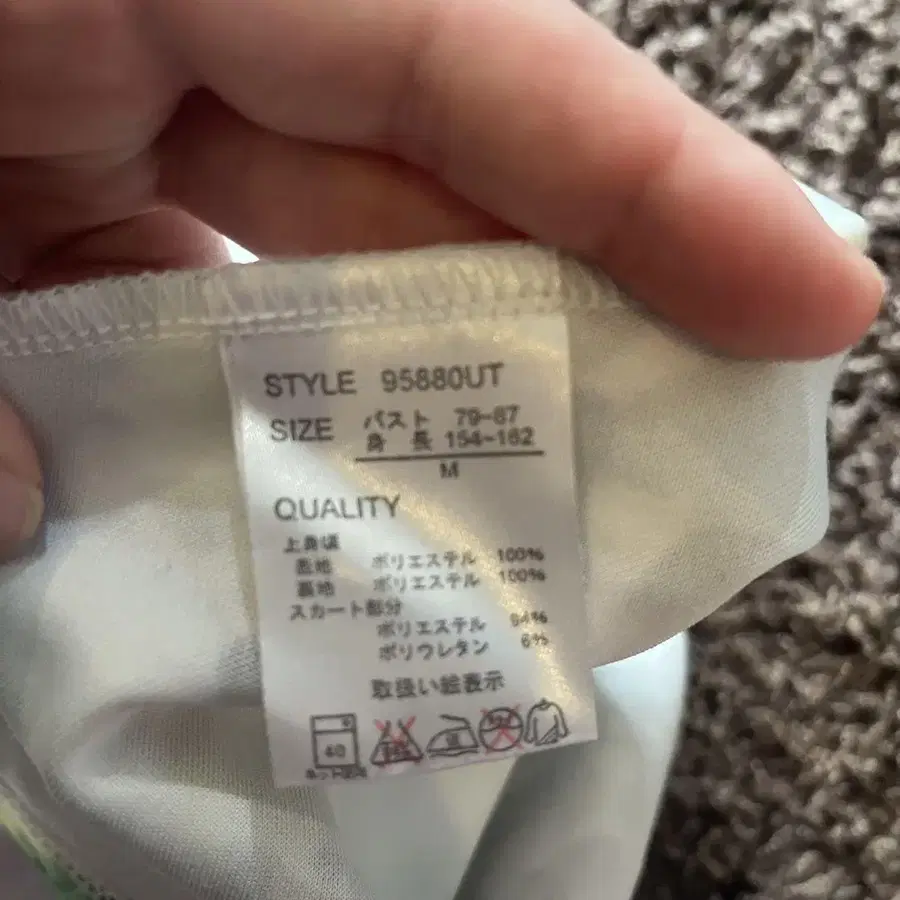 STYLE 95880UT
SIZE バスト 79~87
身 長 154~162
M
QUALITY
上身頃
表地 ポリエステル 100%
裏地 ポリエステル 100%
スカート部分
ポリエステル 94%
ポリウレタン 6%
取扱い絵表示
40